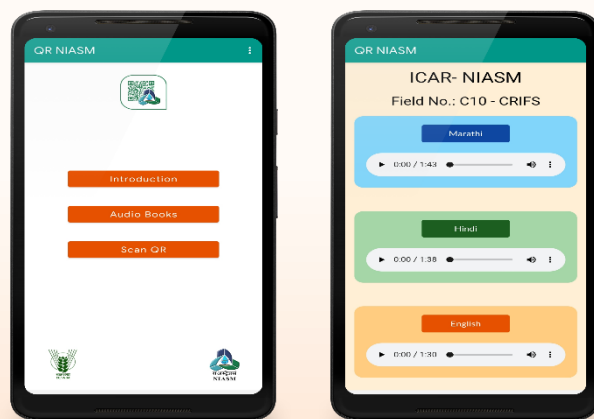 QR NIASM
Introduction
Audio Books
Scan QR
NIASM
QR NIASM
ICAR- NIASM
Field No.: C10 - CRIFS
Marathi
0:00 / 1:43
Hindi
0:00 / 1:38
English
0:00 / 1:30